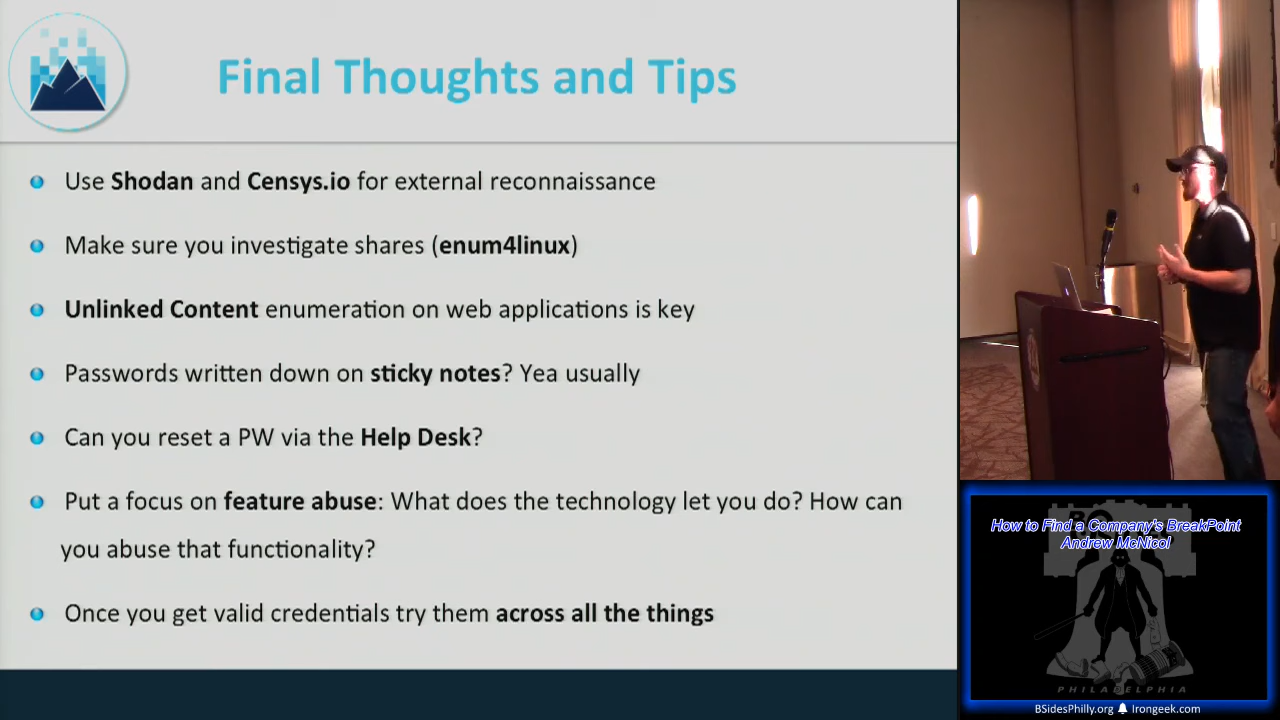 Final Thoughts and Tips
Use Shodan and Censys.io for external reconnaissance
Make sure you investigate shares (enum4linux)
Unlinked Content enumeration on web applications is key
Passwords written down on sticky notes? Yea usually
Can you reset a PW via the Help Desk?
Put a focus on feature abuse: What does the technology let you do? How can
you abuse that functionality?
Once you get valid credentials try them across all the things
How to Find a Company's BreakPoint
Andrew McNicol
PHILADELPHIA
BSidesPhilly.org Irongeek.com